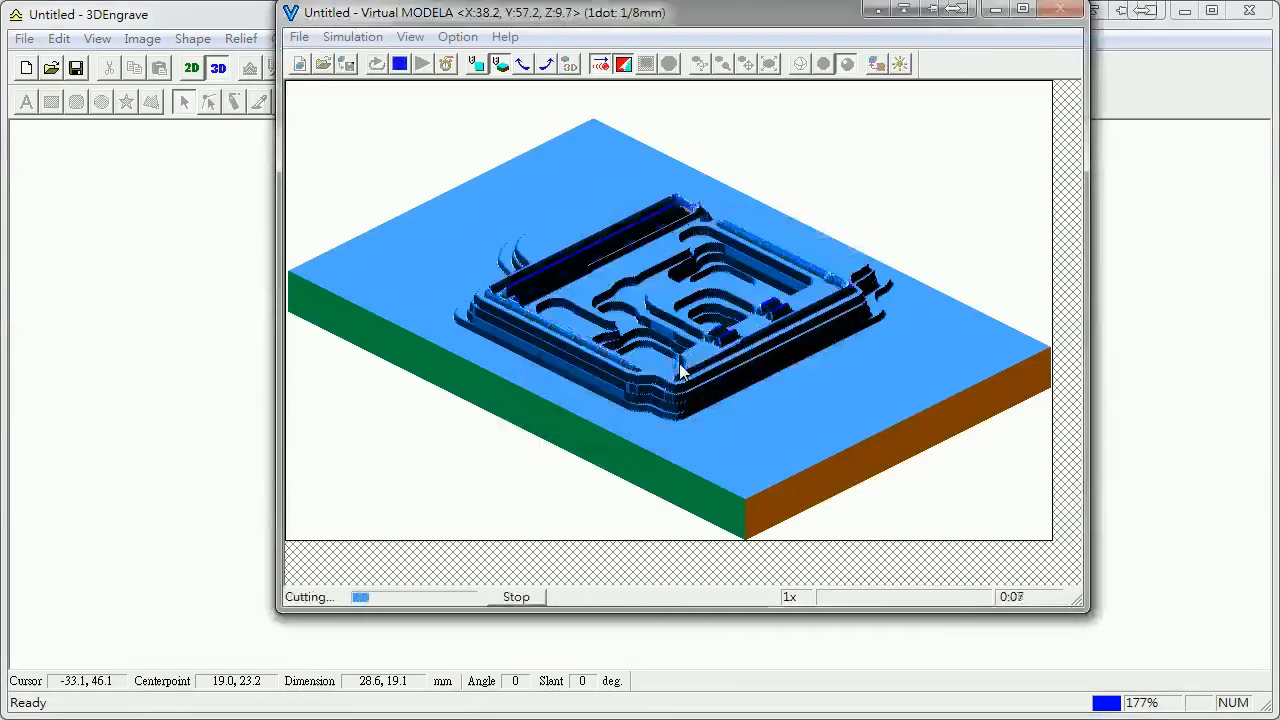 Untitled - 3DEngrave
File Edit View Image Shape Relief
2D 3D
A
Untitled - Virtual MODELA <X:38.2, Y:57.2, Z:9.7> (1dot: 1/8mm)
File Simulation View Option Help
Cutting... Stop 1x 0:07
Cursor -33.1, 46.1 Centerpoint 19.0, 23.2 Dimension 28.6, 19.1 mm Angle 0 Slant 0 deg.
Ready 177% NUM